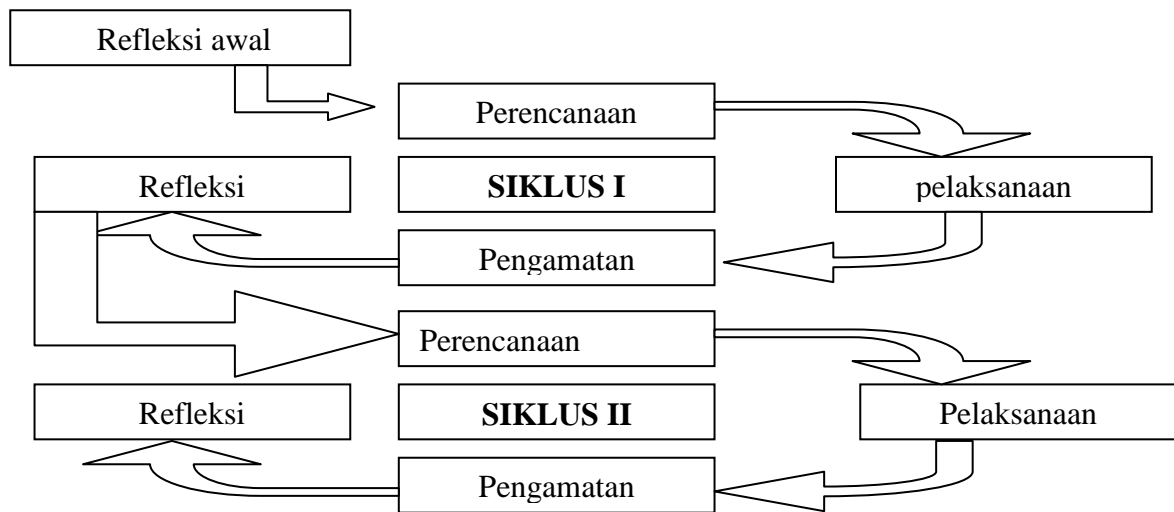 Refleksi awal
Perencanaan
Refleksi
SIKLUS I
pelaksanaan
Pengamatan
Perencanaan
Refleksi
SIKLUS II
Pelaksanaan
Pengamatan